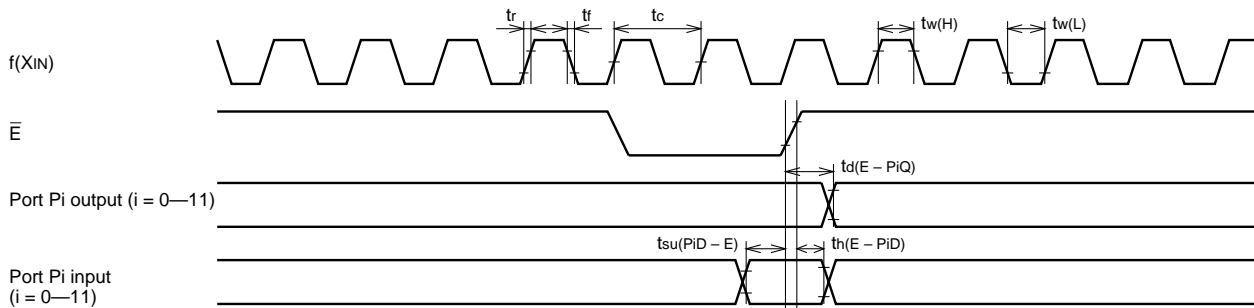 tr tf tc tw(H) tw(L)
f(XIN)
E̅
td(E – PiQ)
Port Pi output (i = 0—11)
tsu(PiD – E) th(E – PiD)
Port Pi input
(i = 0—11)